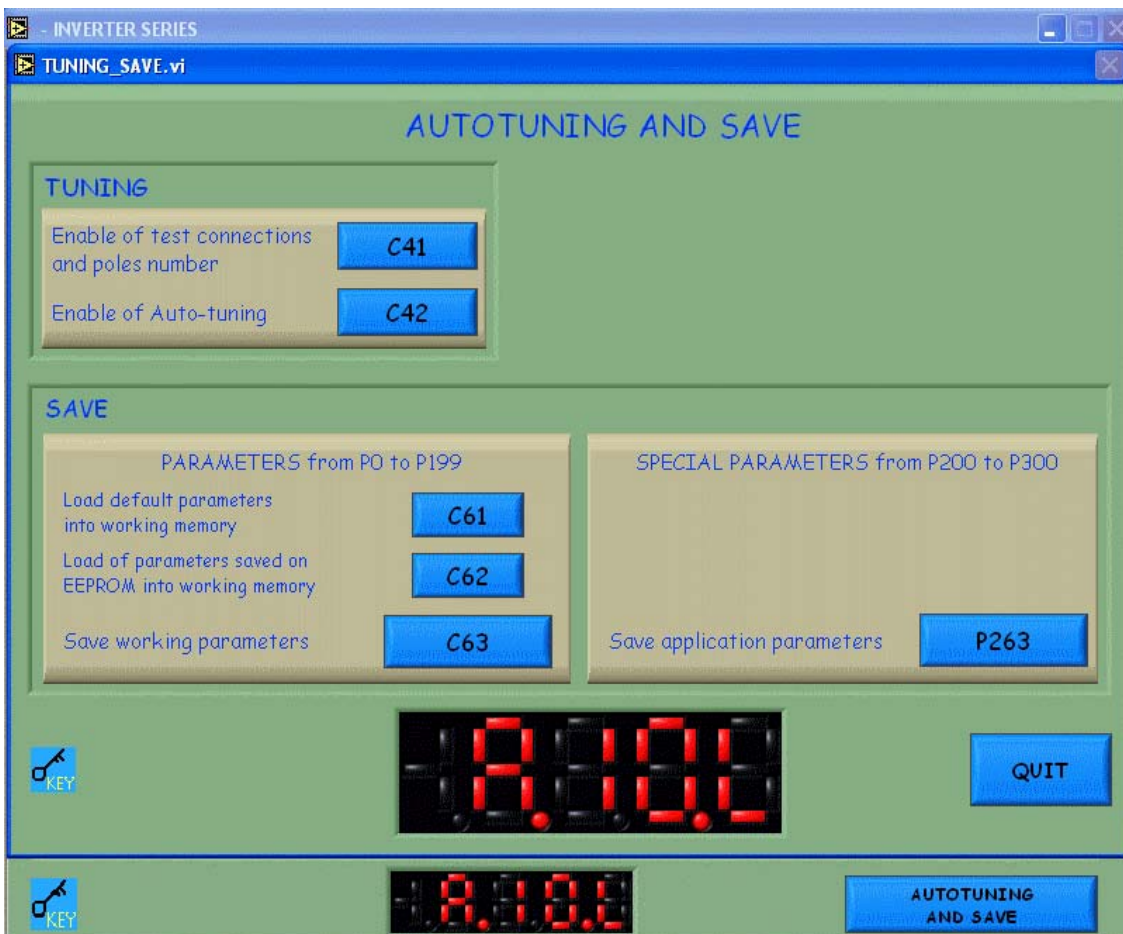 - INVERTER SERIES
TUNING_SAVE.vi
AUTOTUNING AND SAVE
TUNING
Enable of test connections
and poles number
C41
Enable of Auto-tuning
C42
SAVE
PARAMETERS from P0 to P199
Load default parameters
into working memory
C61
Load of parameters saved on
EEPROM into working memory
C62
Save working parameters
C63
SPECIAL PARAMETERS from P200 to P300
Save application parameters
P263
KEY
A.10.L
QUIT
KEY
A.10.L
AUTOTUNING
AND SAVE